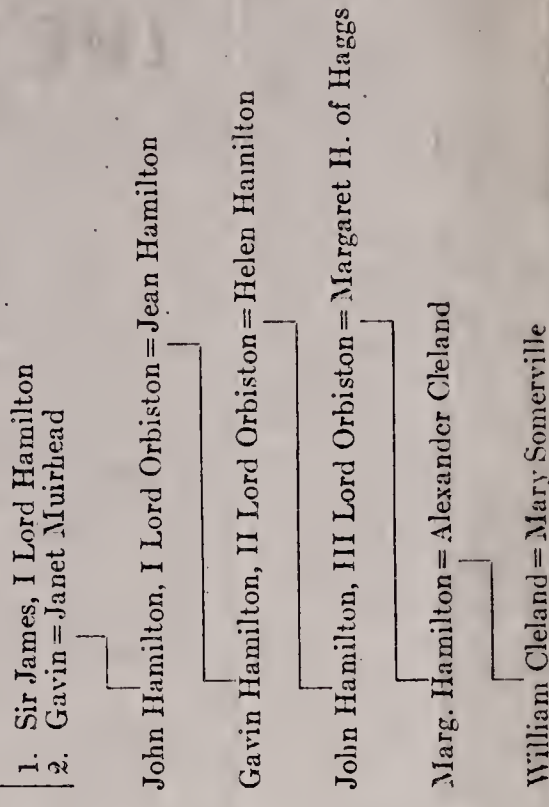 1. Sir James, I Lord Hamilton
2. Gavin=Janet Muirhead
John Hamilton, I Lord Orbiston=Jean Hamilton
Gavin Hamilton, II Lord Orbiston=Helen Hamilton
John Hamilton, III Lord Orbiston=Margaret H. of Haggs
Marg. Hamilton=Alexander Cleland
William Cleland=Mary Somerville